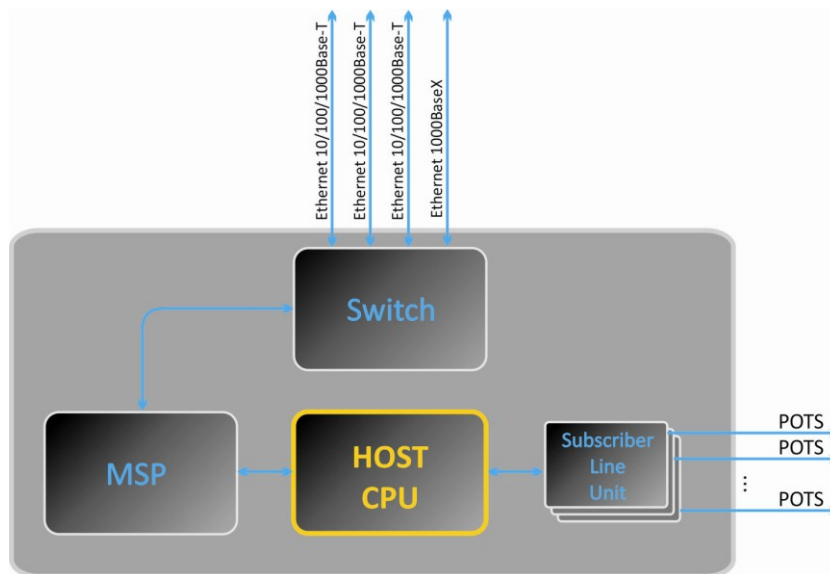 Ethernet 10/100/1000Base-T
Ethernet 10/100/1000Base-T
Ethernet 10/100/1000Base-T
Ethernet 1000BaseX
Switch
MSP
HOST
CPU
Subscriber
Line
Unit
POTS
POTS
...
POTS